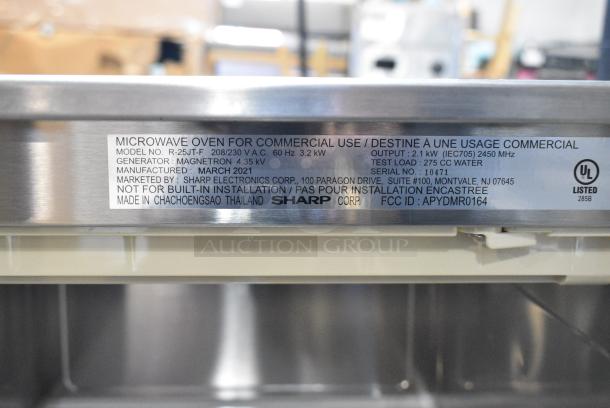 MICROWAVE OVEN FOR COMMERCIAL USE / DESTINÉ À UNE USAGE COMMERCIAL
MODEL NO. R-25JT-F 208/230 V A.C. 60 Hz 3.2 kW OUTPUT : 2.1 kW (IEC705) 2450 MHz
GENERATOR : MAGNETRON 4.35 kV TEST LOAD : 275 CC WATER
MANUFACTURED : MARCH 2021 SERIAL NO. : 10471
MARKETED BY : SHARP ELECTRONICS CORP., 100 PARAGON DRIVE, SUITE #100, MONTVALE, NJ 07645
NOT FOR BUILT-IN INSTALLATION / PAS POUR INSTALLATION ENCASTREE
MADE IN CHACHOENGSAO THAILAND SHARP CORP. FCC ID : APYDMR0164
UL
LISTED
285B
AUCTION GROUP